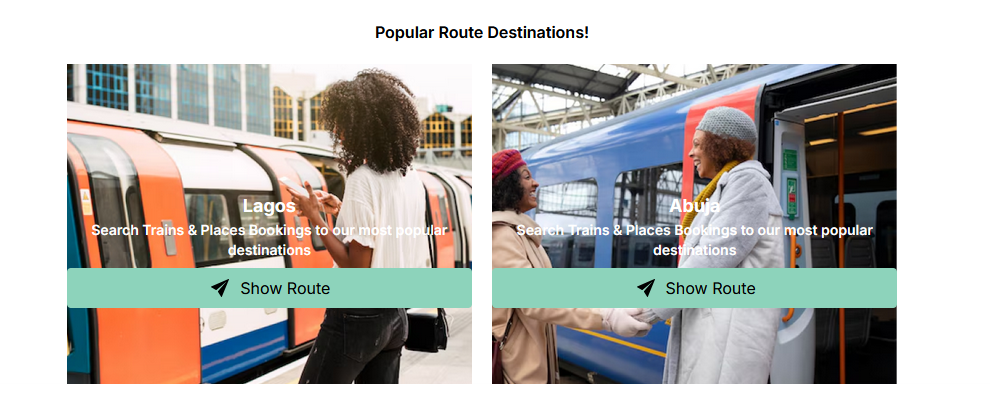 Popular Route Destinations!
Lagos
Search Trains & Places Bookings to our most popular
destinations
Show Route
Abuja
Search Trains & Places Bookings to our most popular
destinations
Show Route